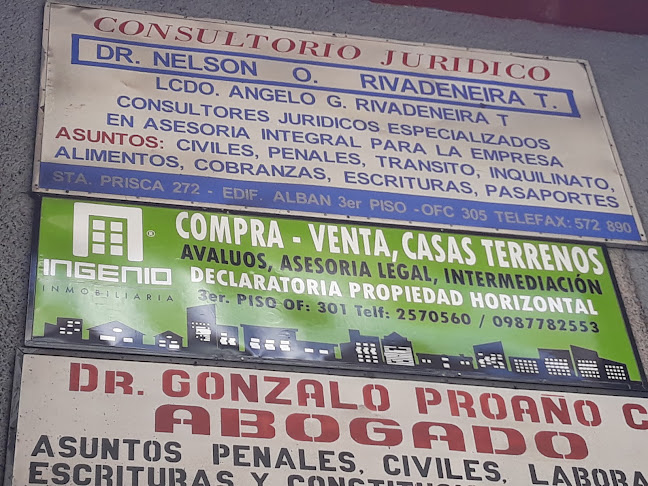 CONSULTORIO JURIDICO
DR. NELSON O. RIVADENEIRA T.
LCDO. ANGELO G. RIVADENEIRA T
CONSULTORES JURIDICOS ESPECIALIZADOS
EN ASESORIA INTEGRAL PARA LA EMPRESA
ASUNTOS: CIVILES, PENALES, TRANSITO, INQUILINATO,
ALIMENTOS, COBRANZAS, ESCRITURAS, PASAPORTES
STA. PRISCA 272 - EDIF. ALBAN 3er PISO -OFC 305 TELEFAX: 572 890
INGENIO ®
INMOBILIARIA
COMPRA - VENTA, CASAS TERRENOS
AVALUOS, ASESORIA LEGAL, INTERMEDIACIÓN
DECLARATORIA PROPIEDAD HORIZONTAL
3er. PISO OF: 301 Telf: 2570560 / 0987782553
DR. GONZALO PROAÑO C
ABOGADO
ASUNTOS PENALES, CIVILES, LABORA
ESCRITURAS Y CONSTITUCI